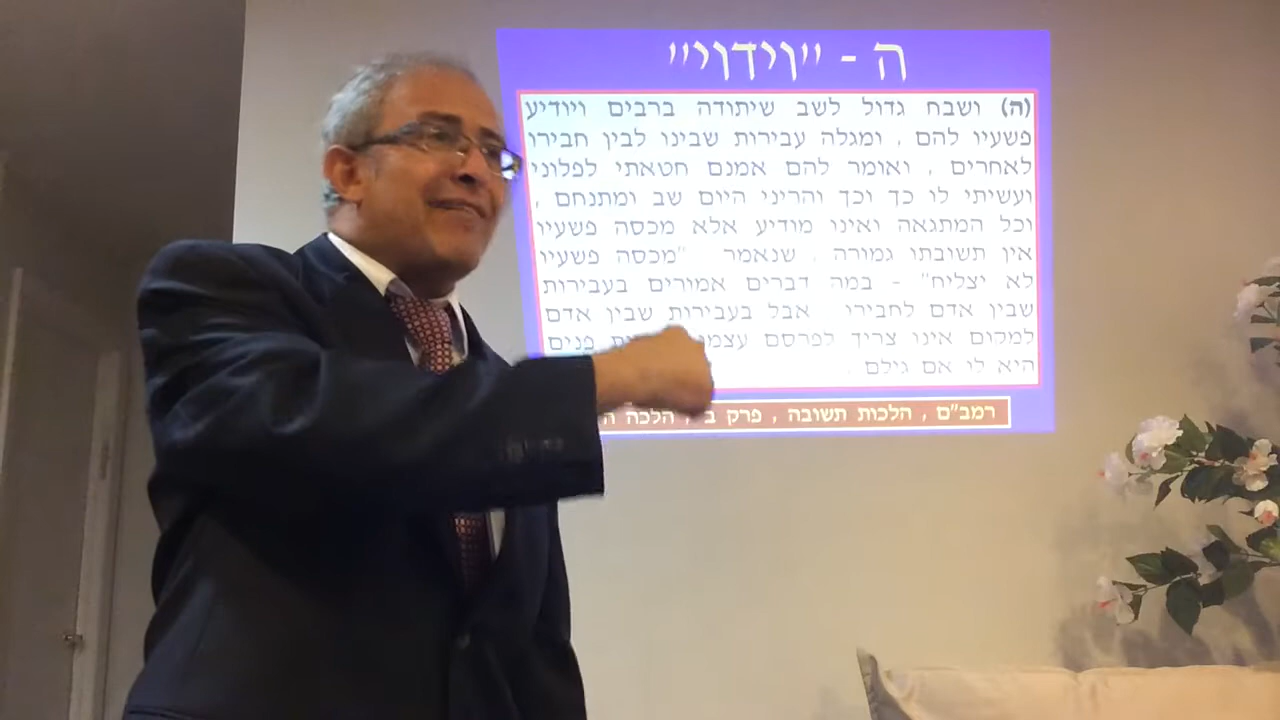 ה - "וידוי"
(ה) ושבח גדול לשב שיתודה ברבים ויודיע
פשעיו להם , ומגלה עבירות שבינו לבין חבירו
לאחרים , ואומר להם אמנם חטאתי לפלוני
ועשיתי לו כך וכך והריני היום שב ומתנחם ,
וכל המתגאה ואינו מודיע אלא מכסה פשעיו
אין תשובתו גמורה , שנאמר "מכסה פשעיו
לא יצליח" - במה דברים אמורים בעבירות
שבין אדם לחבירו אבל בעבירות שבין אדם
למקום אינו צריך לפרסם עצמו פנים
היא לו אם גילם .
רמב"ם , הלכות תשובה , פרק ב' , הלכה ה